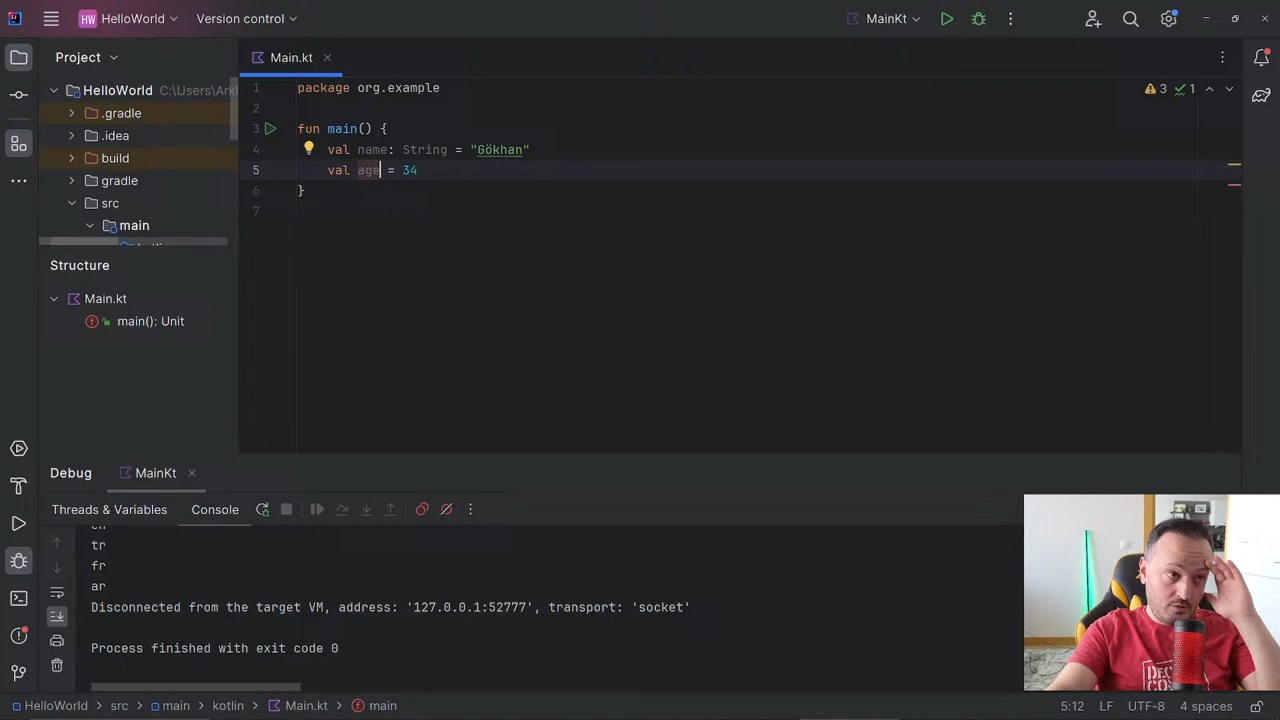 HW HelloWorld Version control MainKt
Project
Main.kt
HelloWorld C:\Users\Ark
.gradle
.idea
build
gradle
src
main
1 package org.example
2
3 fun main() {
4 val name: String = "Gökhan"
5 val age = 34
6 }
7
3 1
Structure
Main.kt
main(): Unit
Debug MainKt
Threads & Variables Console
tr
fr
ar
Disconnected from the target VM, address: '127.0.0.1:52777', transport: 'socket'
Process finished with exit code 0
HelloWorld src main kotlin Main.kt main 5:12 LF UTF-8 4 spaces